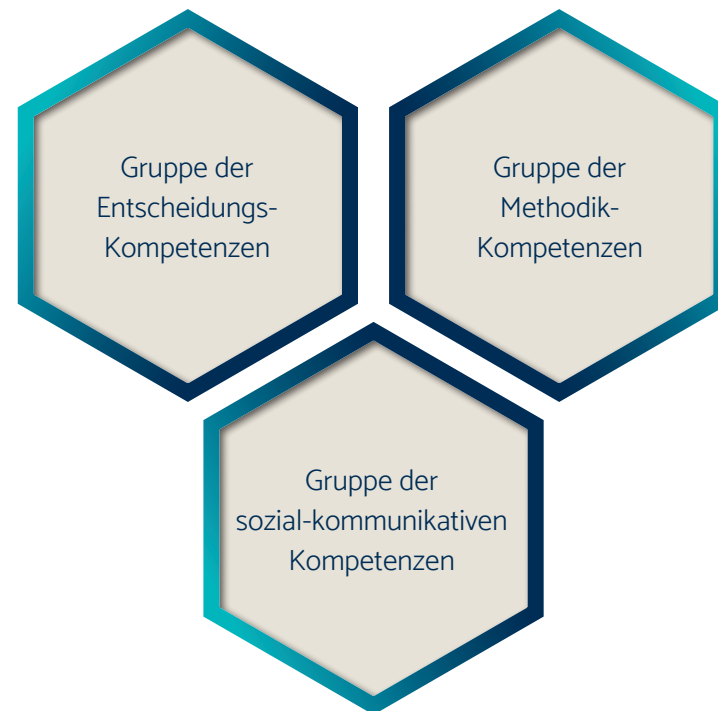 Gruppe der
Entscheidungs-
Kompetenzen
Gruppe der
Methodik-
Kompetenzen
Gruppe der
sozial-kommunikativen
Kompetenzen